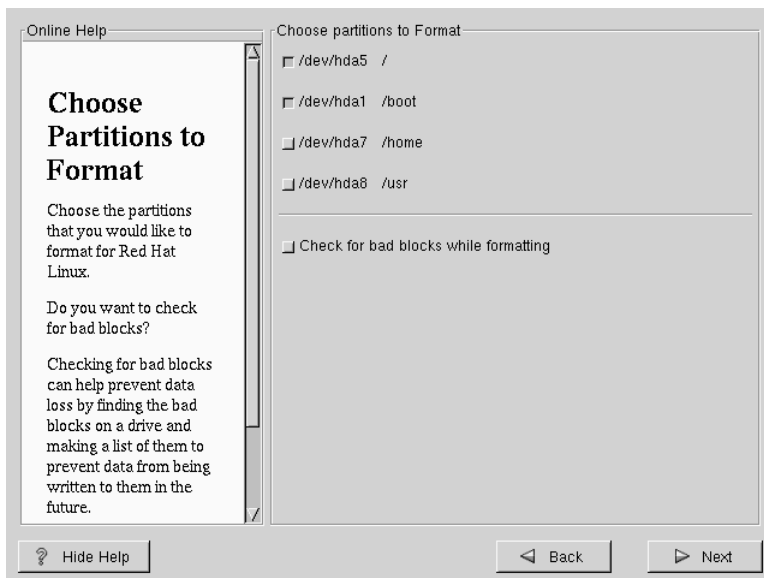 Online Help
Choose
Partitions to
Format
Choose the partitions
that you would like to
format for Red Hat
Linux.
Do you want to check
for bad blocks?
Checking for bad blocks
can help prevent data
loss by finding the bad
blocks on a drive and
making a list of them to
prevent data from being
written to them in the
future.
Choose partitions to Format
/dev/hda5 /
/dev/hda1 /boot
/dev/hda7 /home
/dev/hda8 /usr
Check for bad blocks while formatting
Hide Help
Back
Next